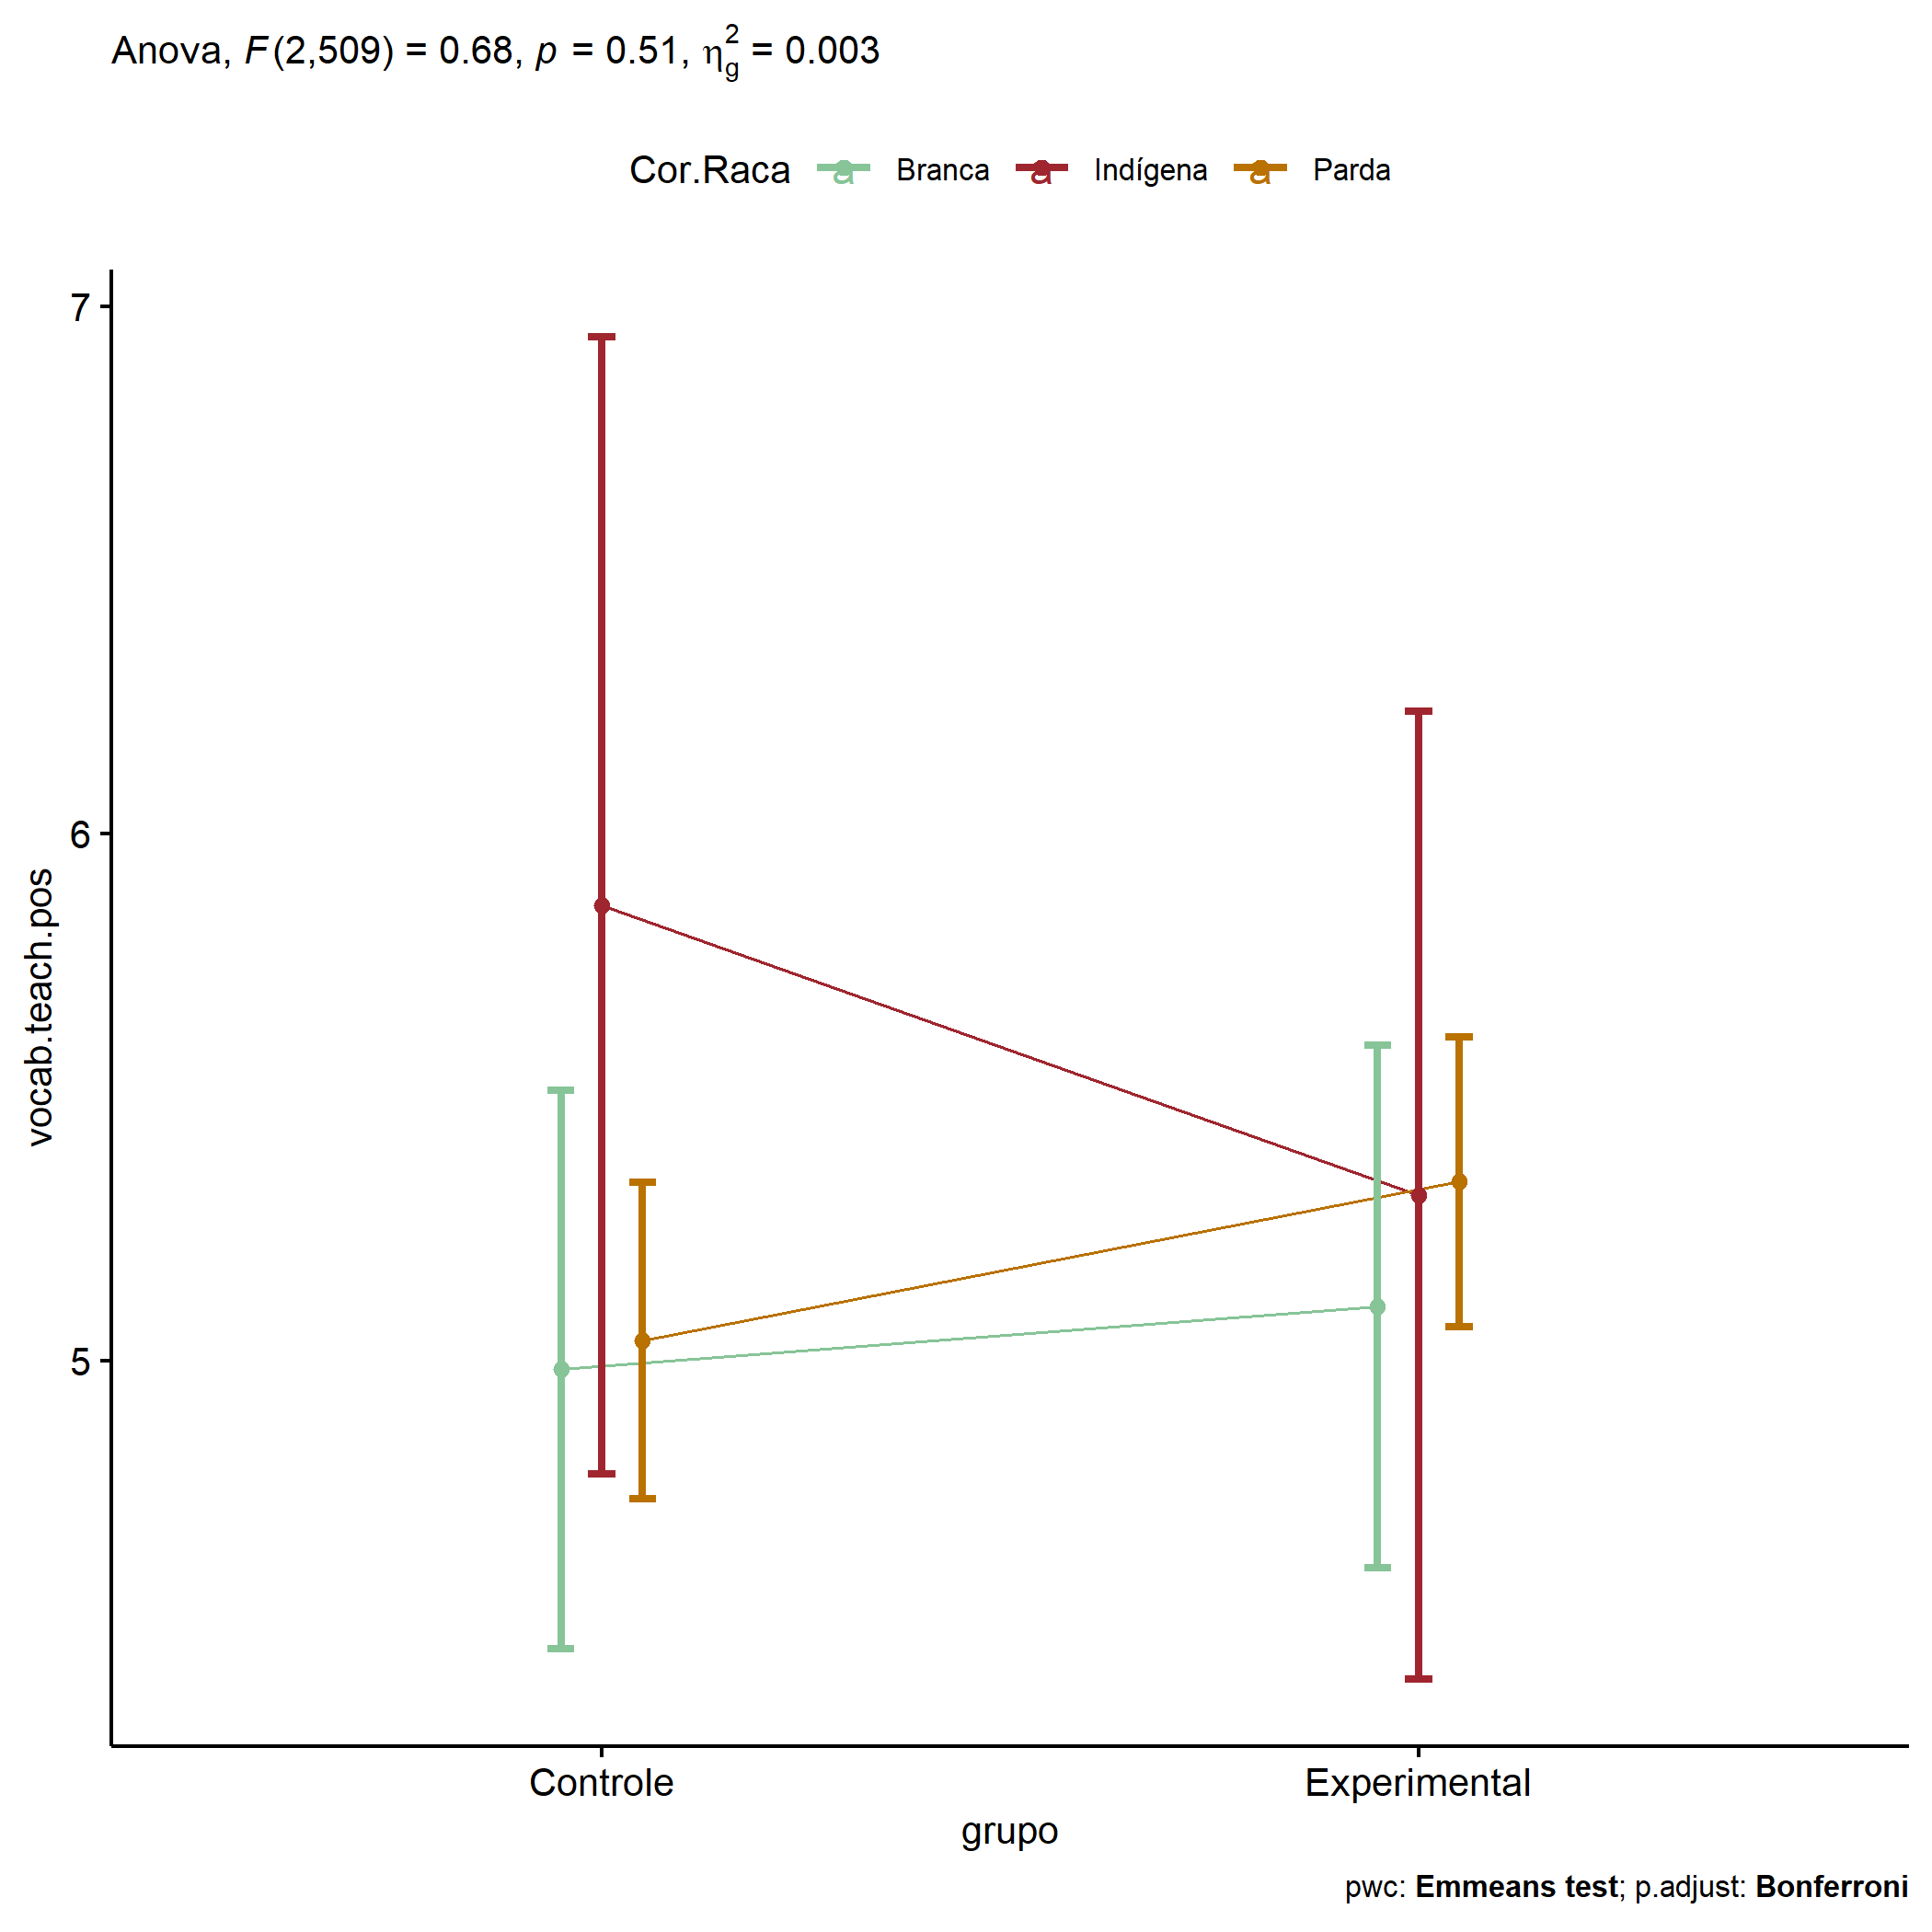 Anova, F(2,509) = 0.68, p = 0.51, η²g = 0.003
Cor.Raca a Branca a Indígena a Parda
7
6
5
vocab.teach.pos
Controle Experimental
grupo
pwc: Emmeans test; p.adjust: Bonferroni